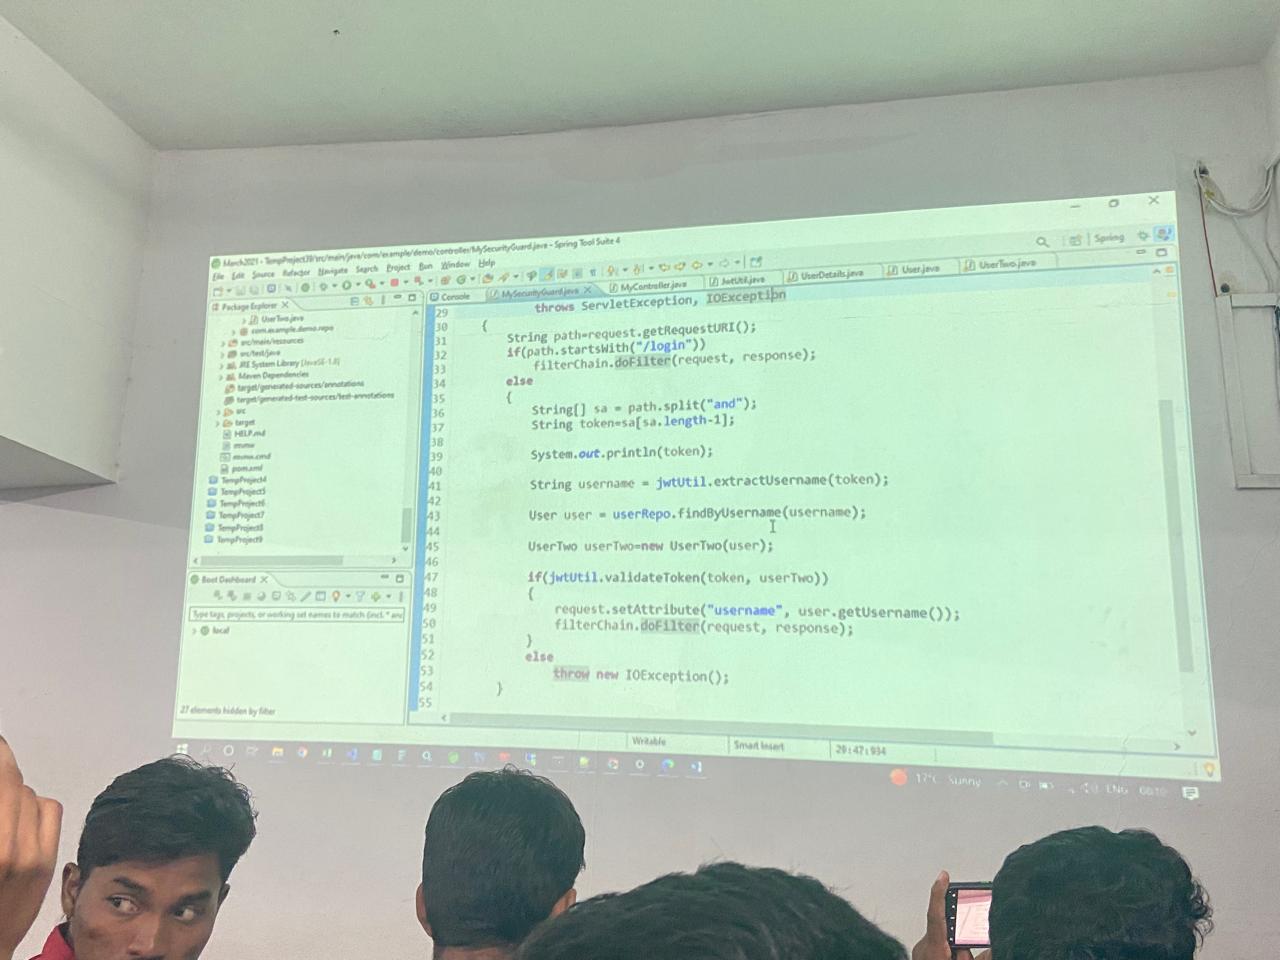 March2021 - TempProject39/src/main/java/com/example/demo/controller/MySecurityGuard.java - Spring Tool Suite 4
File Edit Source Refactor Navigate Search Project Run Window Help
Spring
Package Explorer
UserTwo.java
com.example.demo.repo
src/main/resources
src/test/java
JRE System Library [JavaSE-1.8]
Maven Dependencies
target/generated-sources/annotations
target/generated-test-sources/test-annotations
src
target
HELP.md
mvnw
mvnw.cmd
pom.xml
TempProject4
TempProject5
TempProject6
TempProject7
TempProject8
TempProject9
Boot Dashboard
Type tags, projects, or working set names to match (incl. * and
local
27 elements hidden by filter
Console MySecurityGuard.java MyController.java JwtUtil.java UserDetails.java User.java UserTwo.java
29 throws ServletException, IOException
30 {
31 String path=request.getRequestURI();
32 if(path.startsWith("/login"))
33 filterChain.doFilter(request, response);
34 else
35 {
36 String[] sa = path.split("and");
37 String token=sa[sa.length-1];
38
39 System.out.println(token);
40
41 String username = jwtUtil.extractUsername(token);
42
43 User user = userRepo.findByUsername(username);
44
45 UserTwo userTwo=new UserTwo(user);
46
47 if(jwtUtil.validateToken(token, userTwo))
48 {
49 request.setAttribute("username", user.getUsername());
50 filterChain.doFilter(request, response);
51 }
52 else
53 throw new IOException();
54 }
55
Writable Smart Insert 29:47:934
17°C Sunny ENG